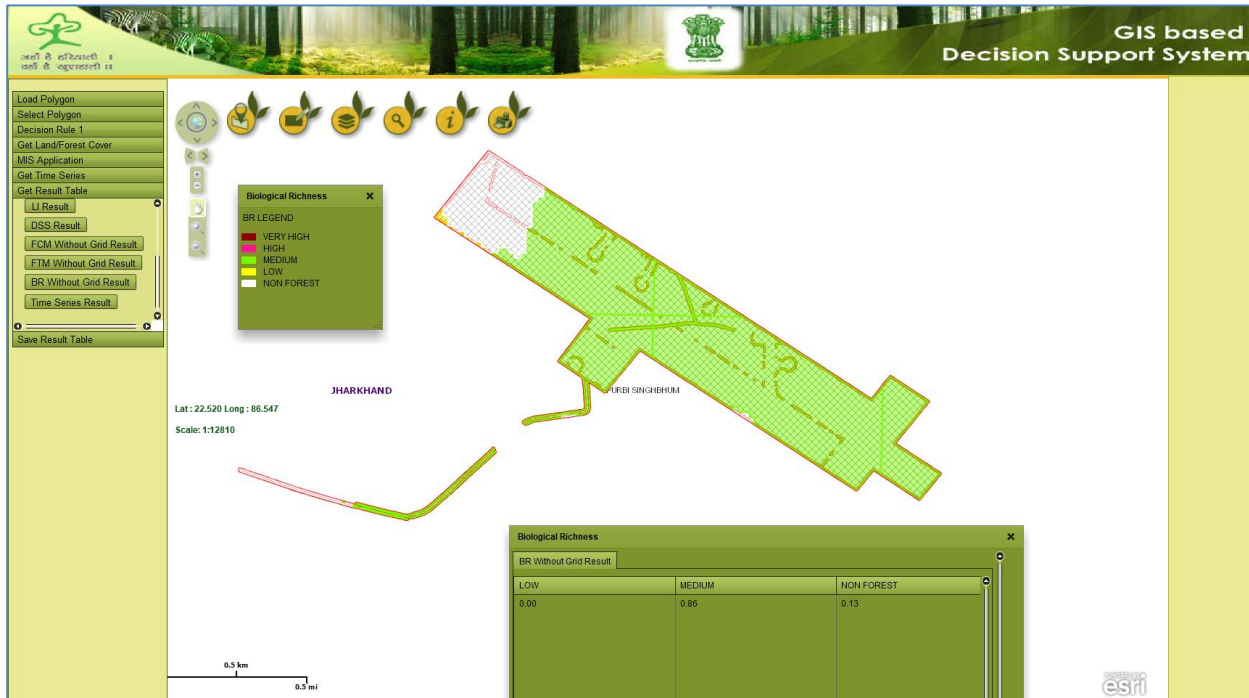 जहाँ है हरियाली ।
वहाँ है खुशहाली ॥
GIS based
Decision Support System
Load Polygon
Select Polygon
Decision Rule 1
Get Land/Forest Cover
MIS Application
Get Time Series
Get Result Table
LI Result
DSS Result
FCM Without Grid Result
FTM Without Grid Result
BR Without Grid Result
Time Series Result
Save Result Table
Biological Richness
BR LEGEND
VERY HIGH
HIGH
MEDIUM
LOW
NON FOREST
JHARKHAND
PURBI SINGHBHUM
Lat : 22.520 Long : 86.547
Scale: 1:12810
Biological Richness
BR Without Grid Result
LOW MEDIUM NON FOREST
0.00 0.86 0.13
0.5 km
0.5 mi
POWERED BY
esri